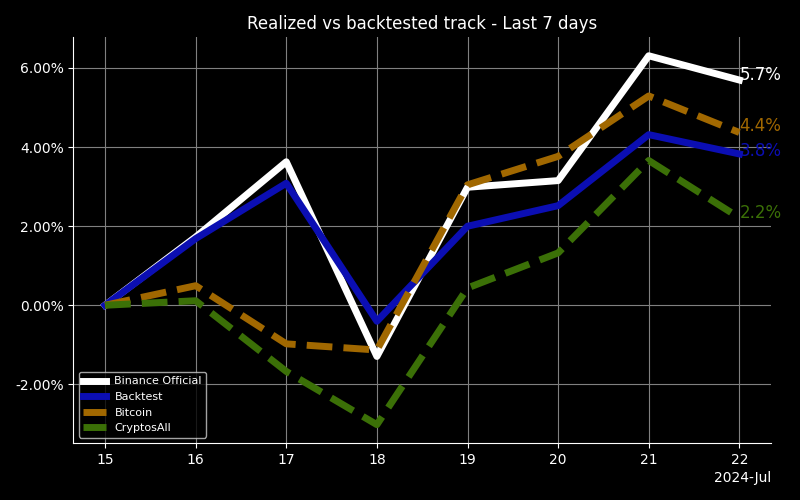 Realized vs backtested track - Last 7 days
6.00%
4.00%
2.00%
0.00%
-2.00%
5.7%
4.4%
3.8%
2.2%
Binance Official
Backtest
Bitcoin
CryptosAll
15 16 17 18 19 20 21 22
2024-Jul